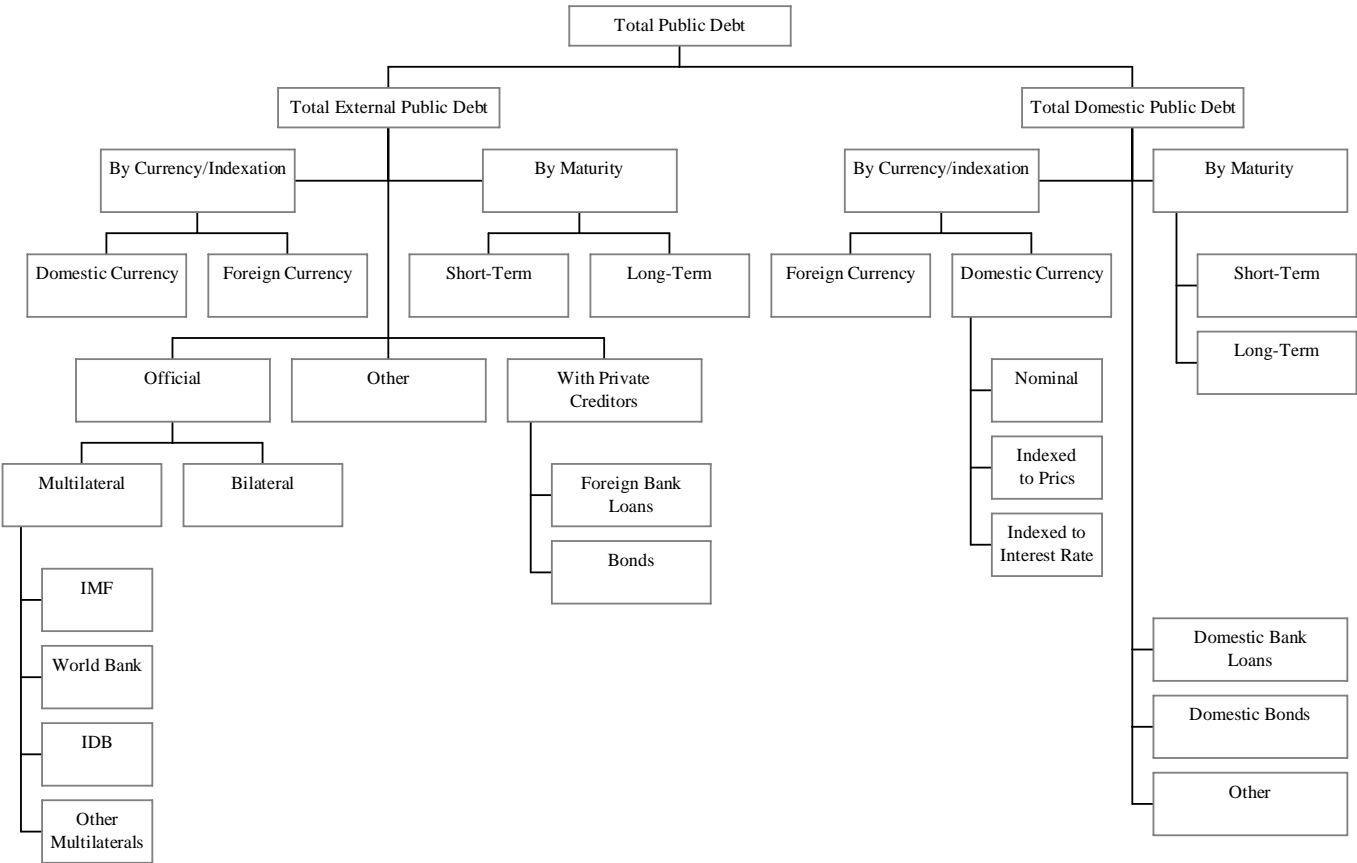 Total Public Debt
Total External Public Debt
Total Domestic Public Debt
By Currency/Indexation
By Maturity
By Currency/indexation
By Maturity
Domestic Currency
Foreign Currency
Short-Term
Long-Term
Foreign Currency
Domestic Currency
Short-Term
Long-Term
Official
Other
With Private
Creditors
Nominal
Indexed
to Prics
Indexed to
Interest Rate
Multilateral
Bilateral
Foreign Bank
Loans
Bonds
IMF
World Bank
IDB
Other
Multilaterals
Domestic Bank
Loans
Domestic Bonds
Other